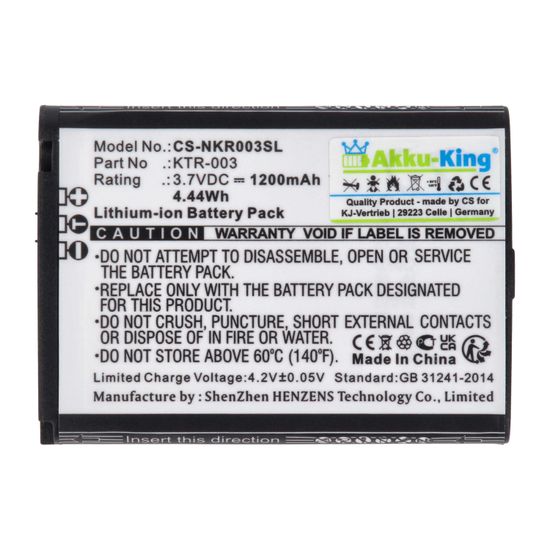 Model No.: CS-NKR003SL
Part No : KTR-003
Rating : 3.7VDC 1200mAh
4.44Wh
Akku-King®
Quality Product - made by CS for
KJ-Vertrieb | 29223 Celle | Germany
Lithium-ion Battery Pack
CAUTION WARRANTY VOID IF REMOVED
•DO NOT ATTEMPT TO DISASSEMBLE, OPEN OR SERVICE
THE BATTERY PACK.
•REPLACE ONLY WITH THE BATTERY PACK DESIGNATED FOR
THIS PRODUCT.
•DO NOT CRUSH, PUNCTURE, SHORT EXTERNAL CONTACTS OR
DISPOSE OF IN FIRE OR WATER.
•DO NOT STORE ABOVE 60℃ (140℉).
Made In China
Limited Charge Voltage:4.2V±0.05V Standard:GB 31241-2014
Manufacture by: ShenZhen HENZENS Technology Co., Limited
Insert this direction